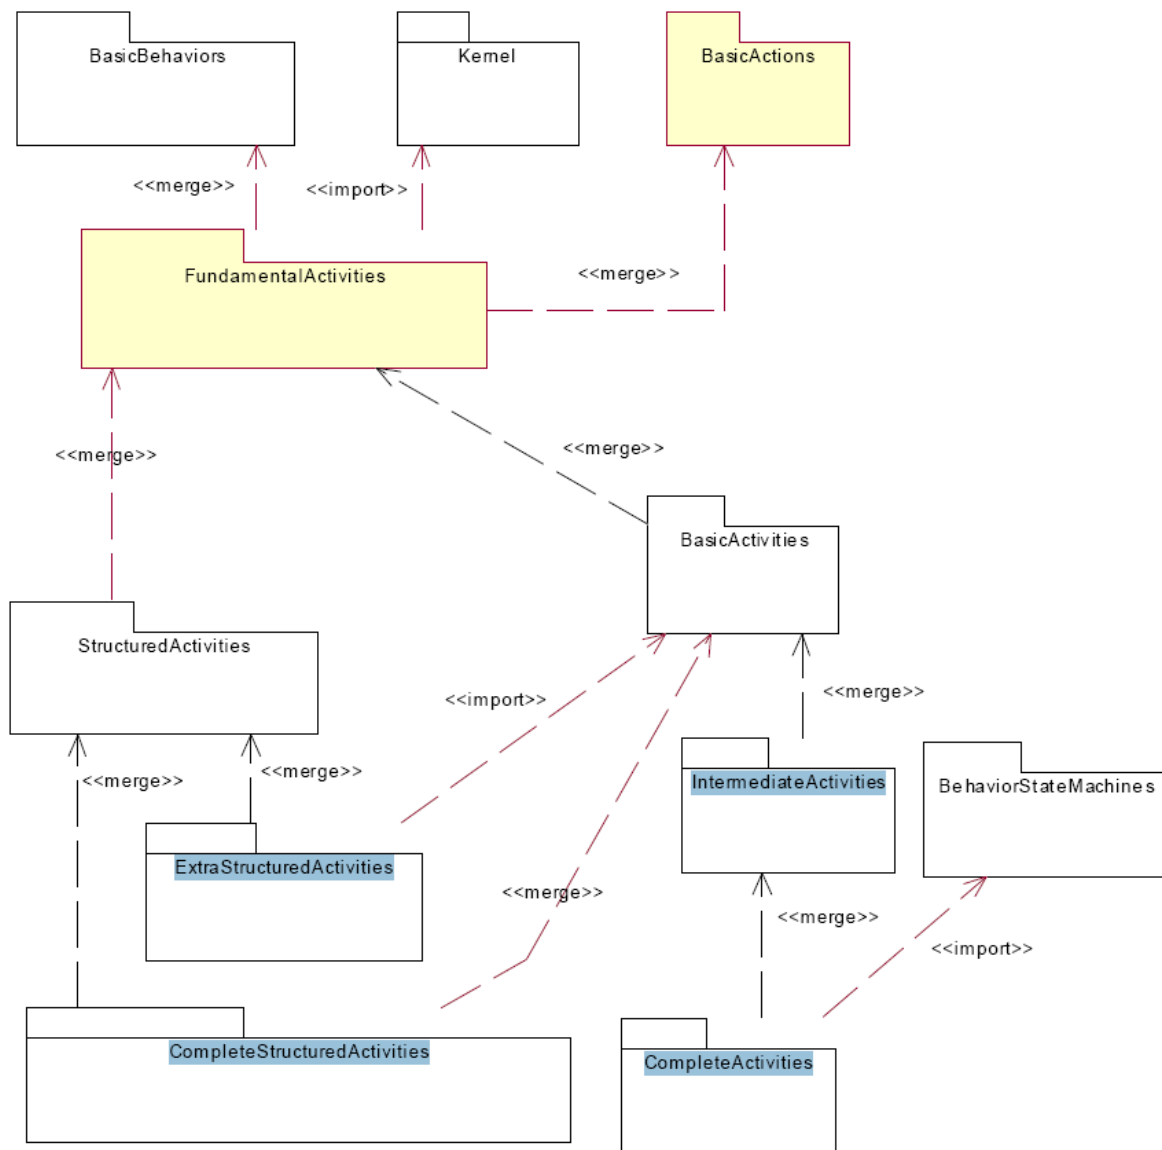 BasicBehaviors
Kernel
BasicActions
<<merge>>
<<import>>
FundamentalActivities
<<merge>>
<<merge>>
<<merge>>
BasicActivities
StructuredActivities
<<import>>
<<merge>>
<<merge>>
<<merge>>
IntermediateActivities
BehaviorStateMachines
ExtraStructuredActivities
<<merge>>
<<merge>>
<<import>>
CompleteStructuredActivities
CompleteActivities